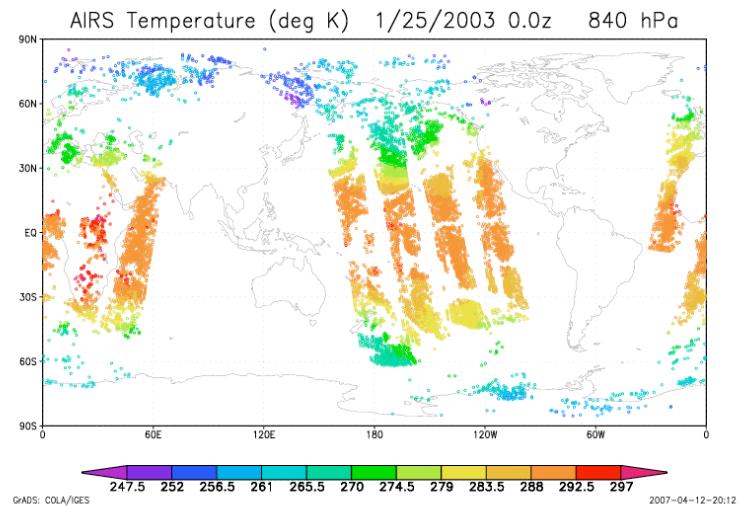 AIRS Temperature (deg K) 1/25/2003 0.0z 840 hPa
90N
60N
30N
EQ
30S
60S
90S
0 60E 120E 180 120W 60W 0
247.5 252 256.5 261 265.5 270 274.5 279 283.5 288 292.5 297
GrADS: COLA/IGES 2007-04-12-20:12